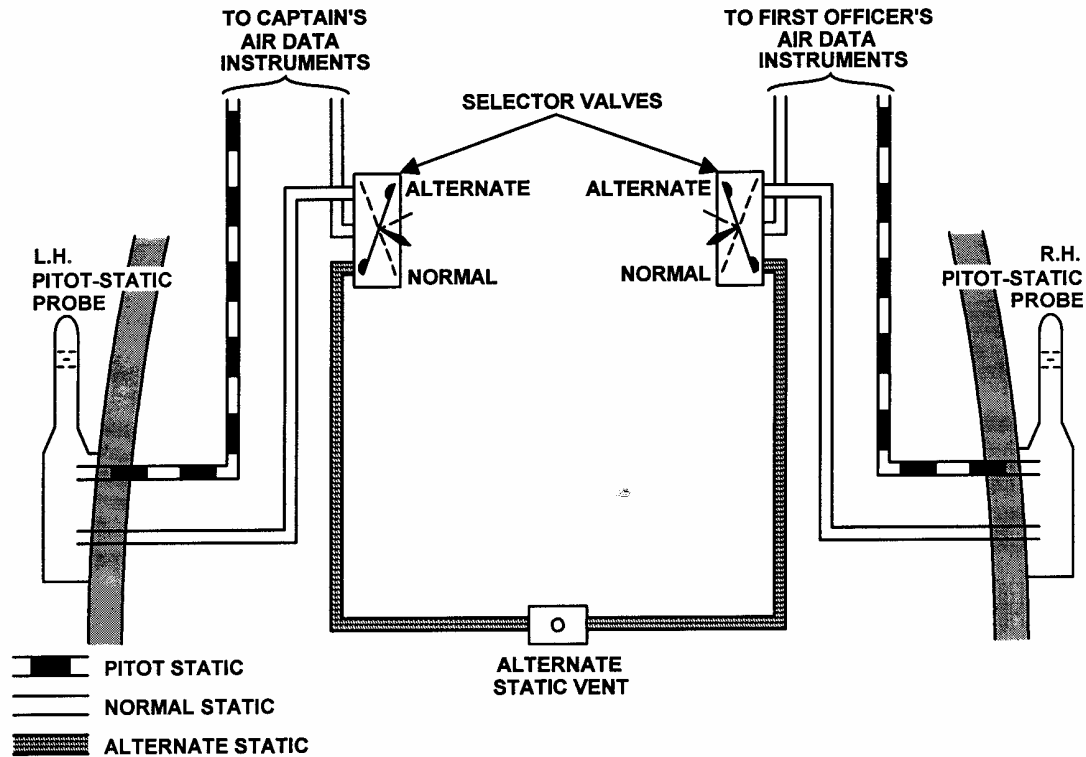 TO CAPTAIN'S
AIR DATA
INSTRUMENTS
TO FIRST OFFICER'S
AIR DATA
INSTRUMENTS
SELECTOR VALVES
ALTERNATE
NORMAL
ALTERNATE
NORMAL
L.H.
PITOT-STATIC
PROBE
R.H.
PITOT-STATIC
PROBE
ALTERNATE
STATIC VENT
PITOT STATIC
NORMAL STATIC
ALTERNATE STATIC